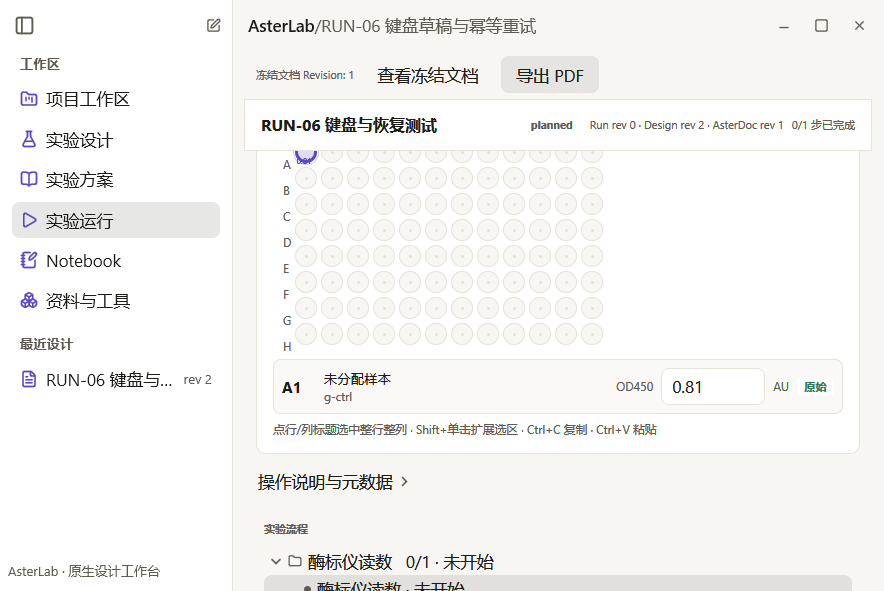 AsterLab/RUN-06 键盘草稿与幂等重试
工作区
项目工作区
实验设计
实验方案
实验运行
Notebook
资料与工具
最近设计
RUN-06 键盘与... rev 2
AsterLab · 原生设计工作台
冻结文档 Revision: 1 查看冻结文档 导出 PDF
RUN-06 键盘与恢复测试 planned Run rev 0 · Design rev 2 · AsterDoc rev 1 0/1 步已完成
A
B
C
D
E
F
G
H
A1 未分配样本 OD450 0.81 AU 原始
g-ctrl
点行/列标题选中整行整列 · Shift+单击扩展选区 · Ctrl+C 复制 · Ctrl+V 粘贴
操作说明与元数据
实验流程
酶标仪读数 0/1 · 未开始
酶标仪读数 · 未开始